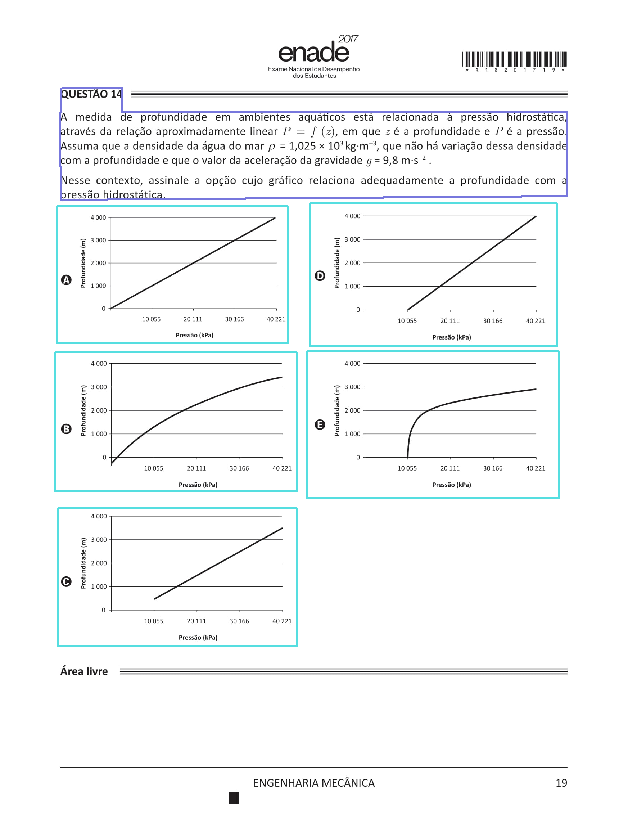 enade 2017
Exame Nacional de Desempenho
dos Estudantes
*R1820171 9*
QUESTÃO 14
A medida de profundidade em ambientes aquáticos está relacionada à pressão hidrostática,
através da relação aproximadamente linear P = f (z), em que z é a profundidade e P é a pressão.
Assuma que a densidade da água do mar ρ = 1,025 × 10³ kg·m⁻³, que não há variação dessa densidade
com a profundidade e que o valor da aceleração da gravidade g = 9,8 m·s⁻².
Nesse contexto, assinale a opção cujo gráfico relaciona adequadamente a profundidade com a
pressão hidrostática.
A
Profundidade (m)
4 000
3 000
2 000
1 000
0
10 055 20 111 30 166 40 221
Pressão (kPa)
D
Profundidade (m)
4 000
3 000
2 000
1 000
0
10 055 20 111 30 166 40 221
Pressão (kPa)
B
Profundidade (m)
4 000
3 000
2 000
1 000
0
10 055 20 111 30 166 40 221
Pressão (kPa)
E
Profundidade (m)
4 000
3 000
2 000
1 000
0
10 055 20 111 30 166 40 221
Pressão (kPa)
C
Profundidade (m)
4 000
3 000
2 000
1 000
0
10 055 20 111 30 166 40 221
Pressão (kPa)
Área livre
ENGENHARIA MECÂNICA 19